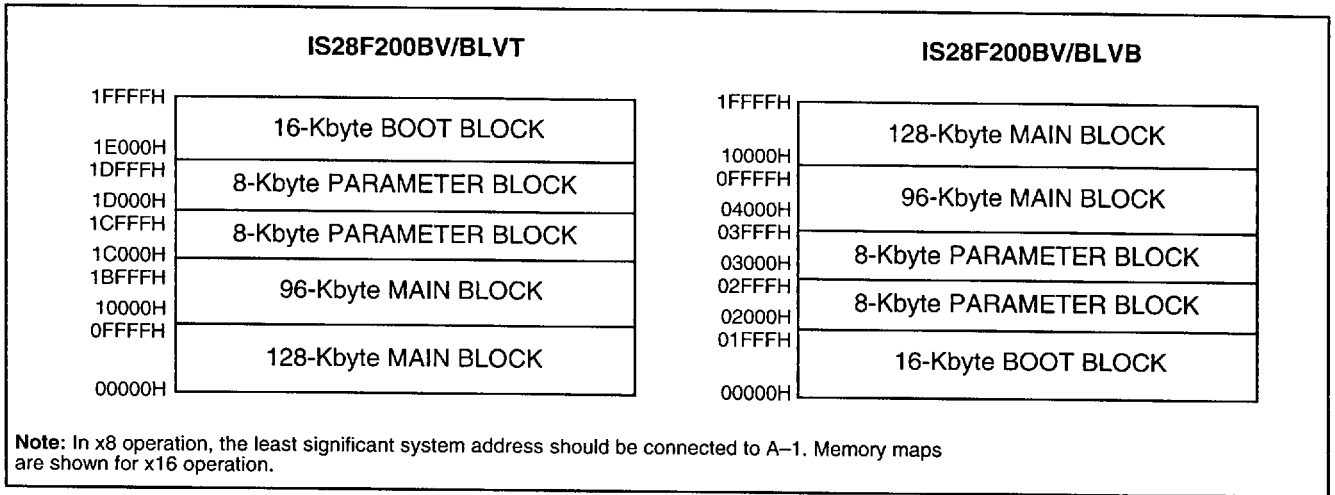 IS28F200BV/BLVT
1FFFFH
16-Kbyte BOOT BLOCK
1E000H
1DFFFH
8-Kbyte PARAMETER BLOCK
1D000H
1CFFFH
8-Kbyte PARAMETER BLOCK
1C000H
1BFFFH
96-Kbyte MAIN BLOCK
10000H
0FFFFH
128-Kbyte MAIN BLOCK
00000H
IS28F200BV/BLVB
1FFFFH
128-Kbyte MAIN BLOCK
10000H
0FFFFH
96-Kbyte MAIN BLOCK
04000H
03FFFH
8-Kbyte PARAMETER BLOCK
03000H
02FFFH
8-Kbyte PARAMETER BLOCK
02000H
01FFFH
16-Kbyte BOOT BLOCK
00000H
Note: In x8 operation, the least significant system address should be connected to A–1. Memory maps
are shown for x16 operation.